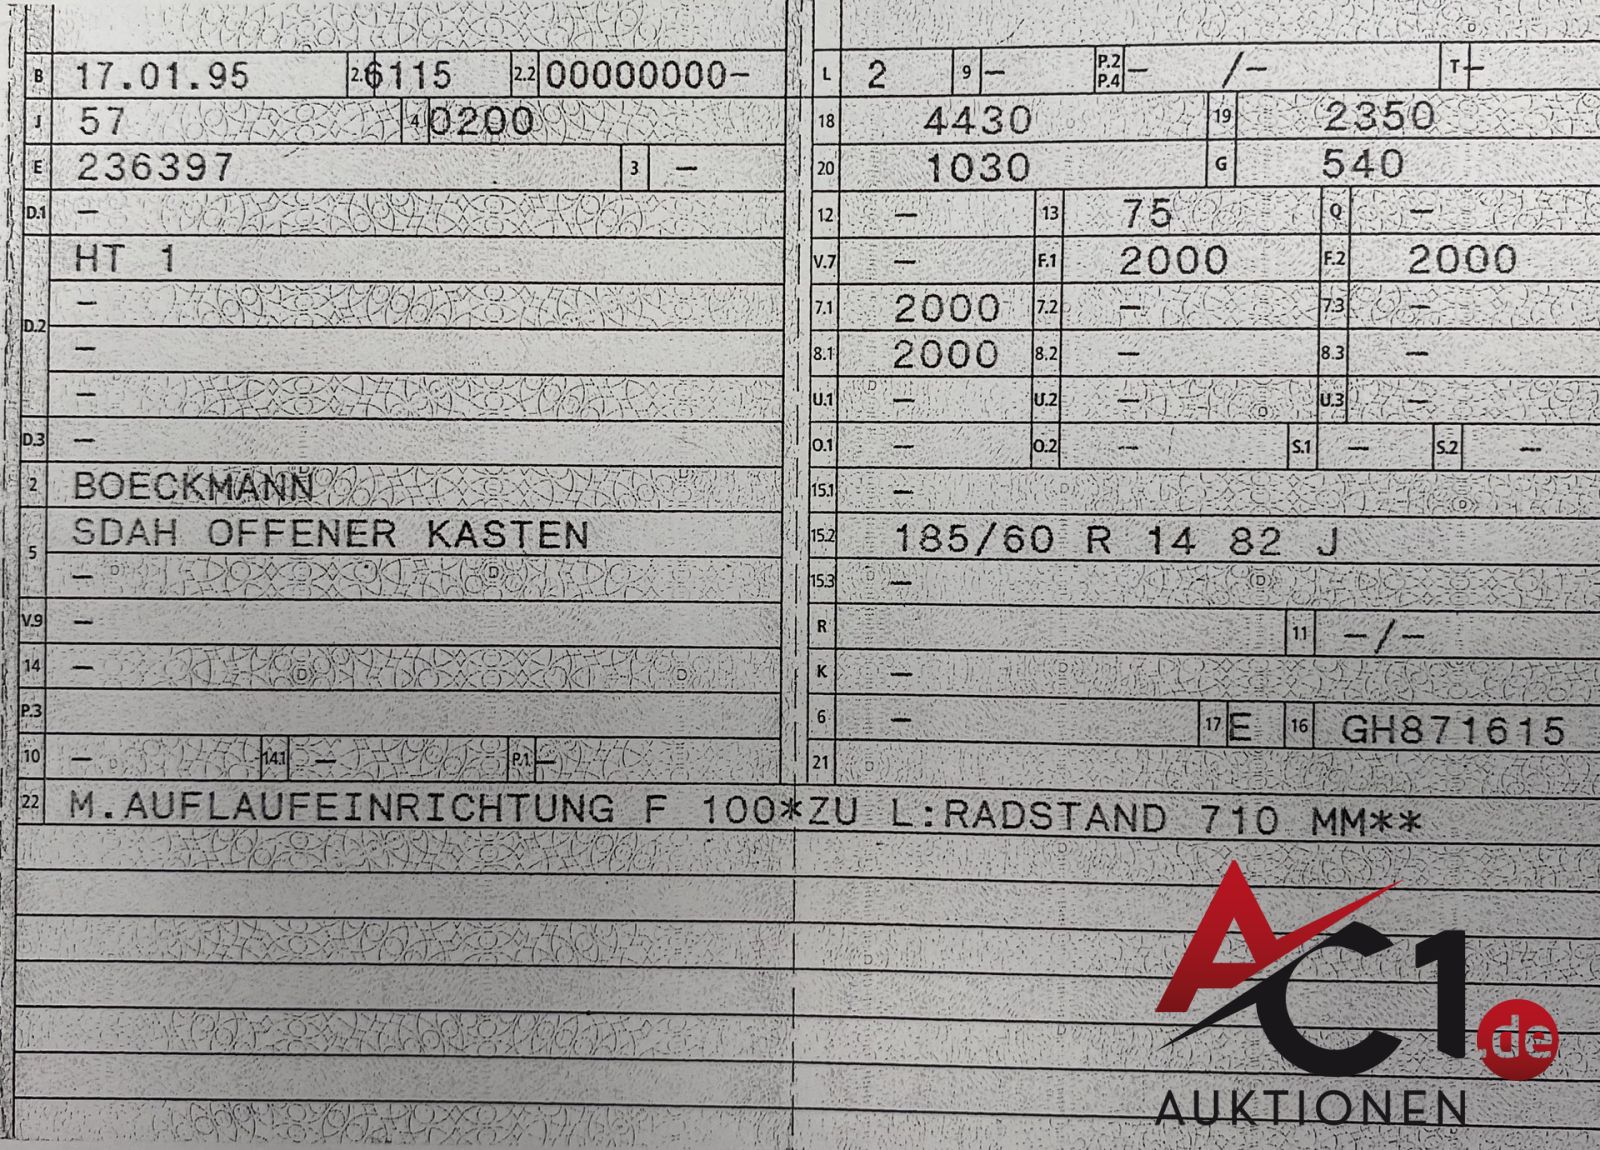 B 17.01.95 2.1 6115 2.2 00000000-
J 57 4 0200
E 236397 3 -
D.1 -
D.2 HT 1
-
-
-
D.3 -
2 BOECKMANN
5 SDAH OFFENER KASTEN
-
V.9 -
14 -
P.3
10 - 14.1 - P.1 -
L 2 9 - P.2 P.4 - /- T -
18 4430 19 2350
20 1030 G 540
12 - 13 75 Q -
V.7 - F.1 2000 F.2 2000
7.1 2000 7.2 - 7.3 -
8.1 2000 8.2 - 8.3 -
U.1 - U.2 - U.3 -
O.1 - O.2 - S.1 - S.2 -
15.1 -
15.2 185/60 R 14 82 J
15.3 -
R 11 -/-
K -
6 - 17 E 16 GH871615
21
22 M.AUFLAUFEINRICHTUNG F 100*ZU L:RADSTAND 710 MM**
AC1.de
AUKTIONEN